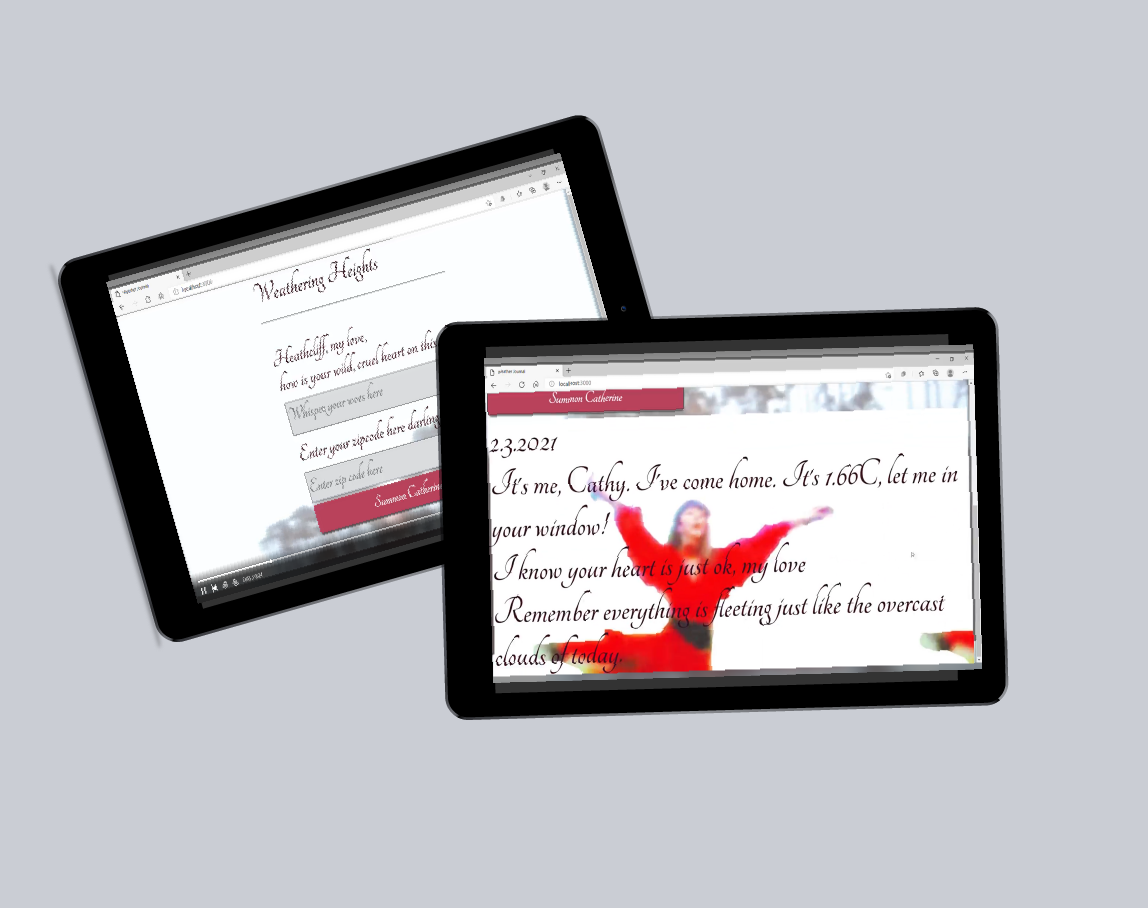 localhost:3000
Weathering Heights
Heathcliff, my love,
how is your wild, cruel heart on this
Whisper your woes here
Enter your zipcode here darling
Enter zip code here
Summon Catherine
weather journal
localhost:3000
Summon Catherine
2.3.2021
It's me, Cathy. I've come home. It's 1.66C, let me in
your window!
I know your heart is just ok, my love
Remember everything is fleeting just like the overcast
clouds of today.